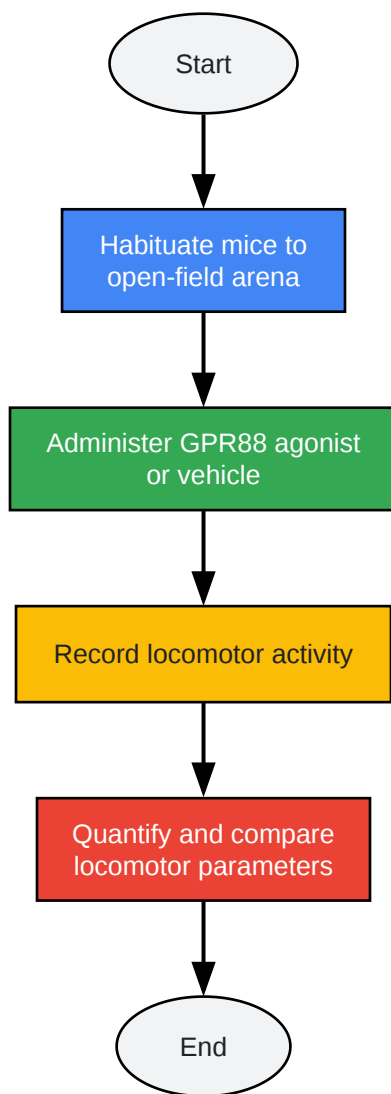 Start
Habituate mice to
open-field arena
Administer GPR88 agonist
or vehicle
Record locomotor activity
Quantify and compare
locomotor parameters
End